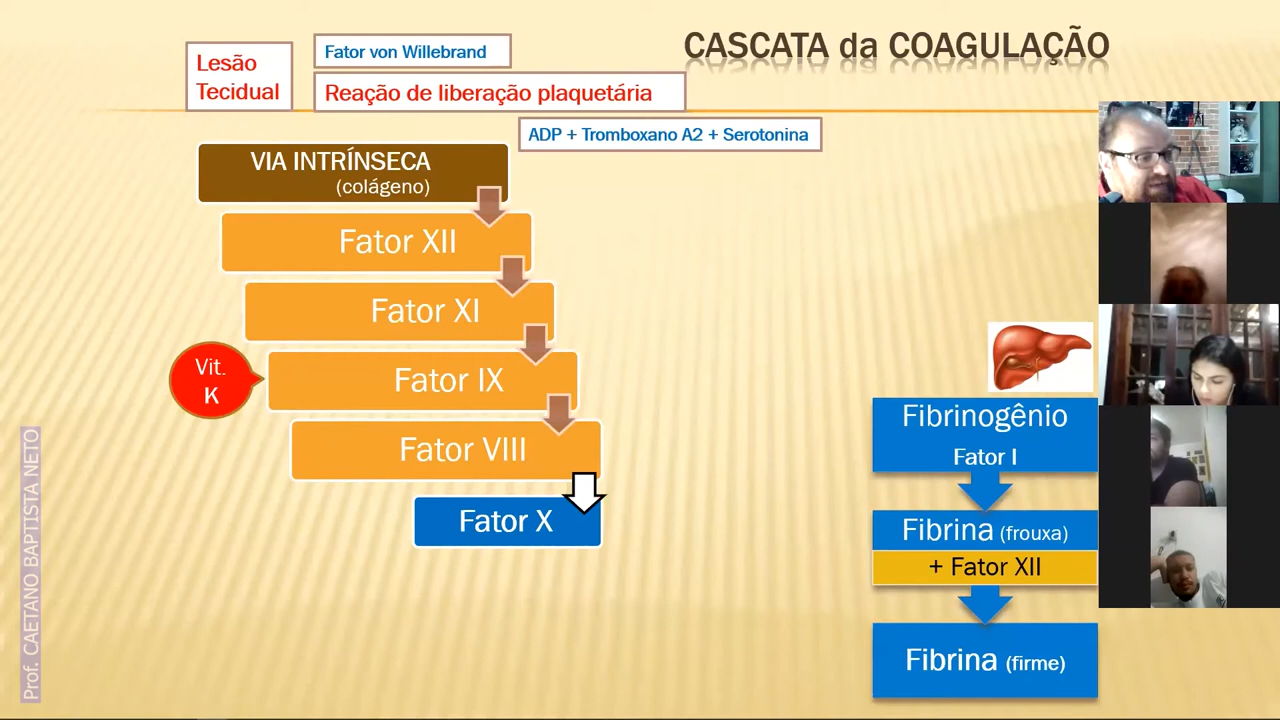 CASCATA da COAGULAÇÃO
Lesão
Tecidual
Fator von Willebrand
Reação de liberação plaquetária
ADP + Tromboxano A2 + Serotonina
VIA INTRÍNSECA
(colágeno)
Fator XII
Fator XI
Vit.
K
Fator IX
Fator VIII
Fator X
Fibrinogênio
Fator I
Fibrina (frouxa)
+ Fator XII
Fibrina (firme)
Prof. CAETANO BAPTISTA NETO